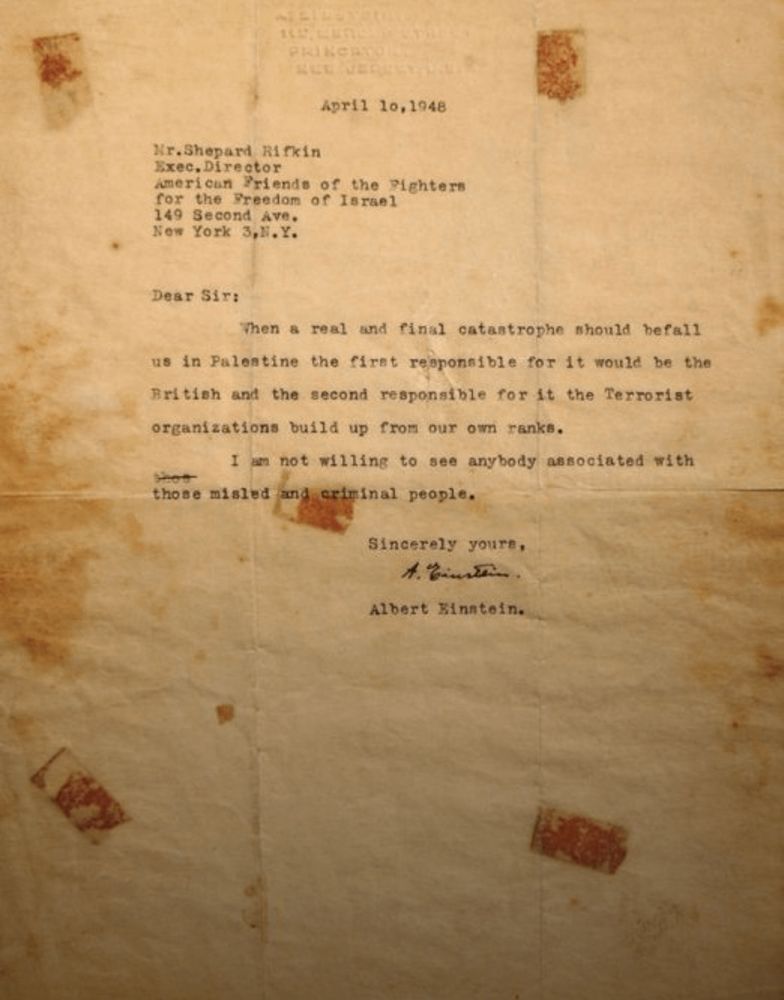 April 10,1948
Mr.Shepard Rifkin
Exec.Director
American Friends of the Fighters
for the Freedom of Israel
149 Second Ave.
New York 3,N.Y.
Dear Sir:
When a real and final catastrophe should befall
us in Palestine the first responsible for it would be the
British and the second responsible for it the Terrorist
organizations build up from our own ranks.
I am not willing to see anybody associated with
those misled and criminal people.
Sincerely yours,
A. Einstein.
Albert Einstein.